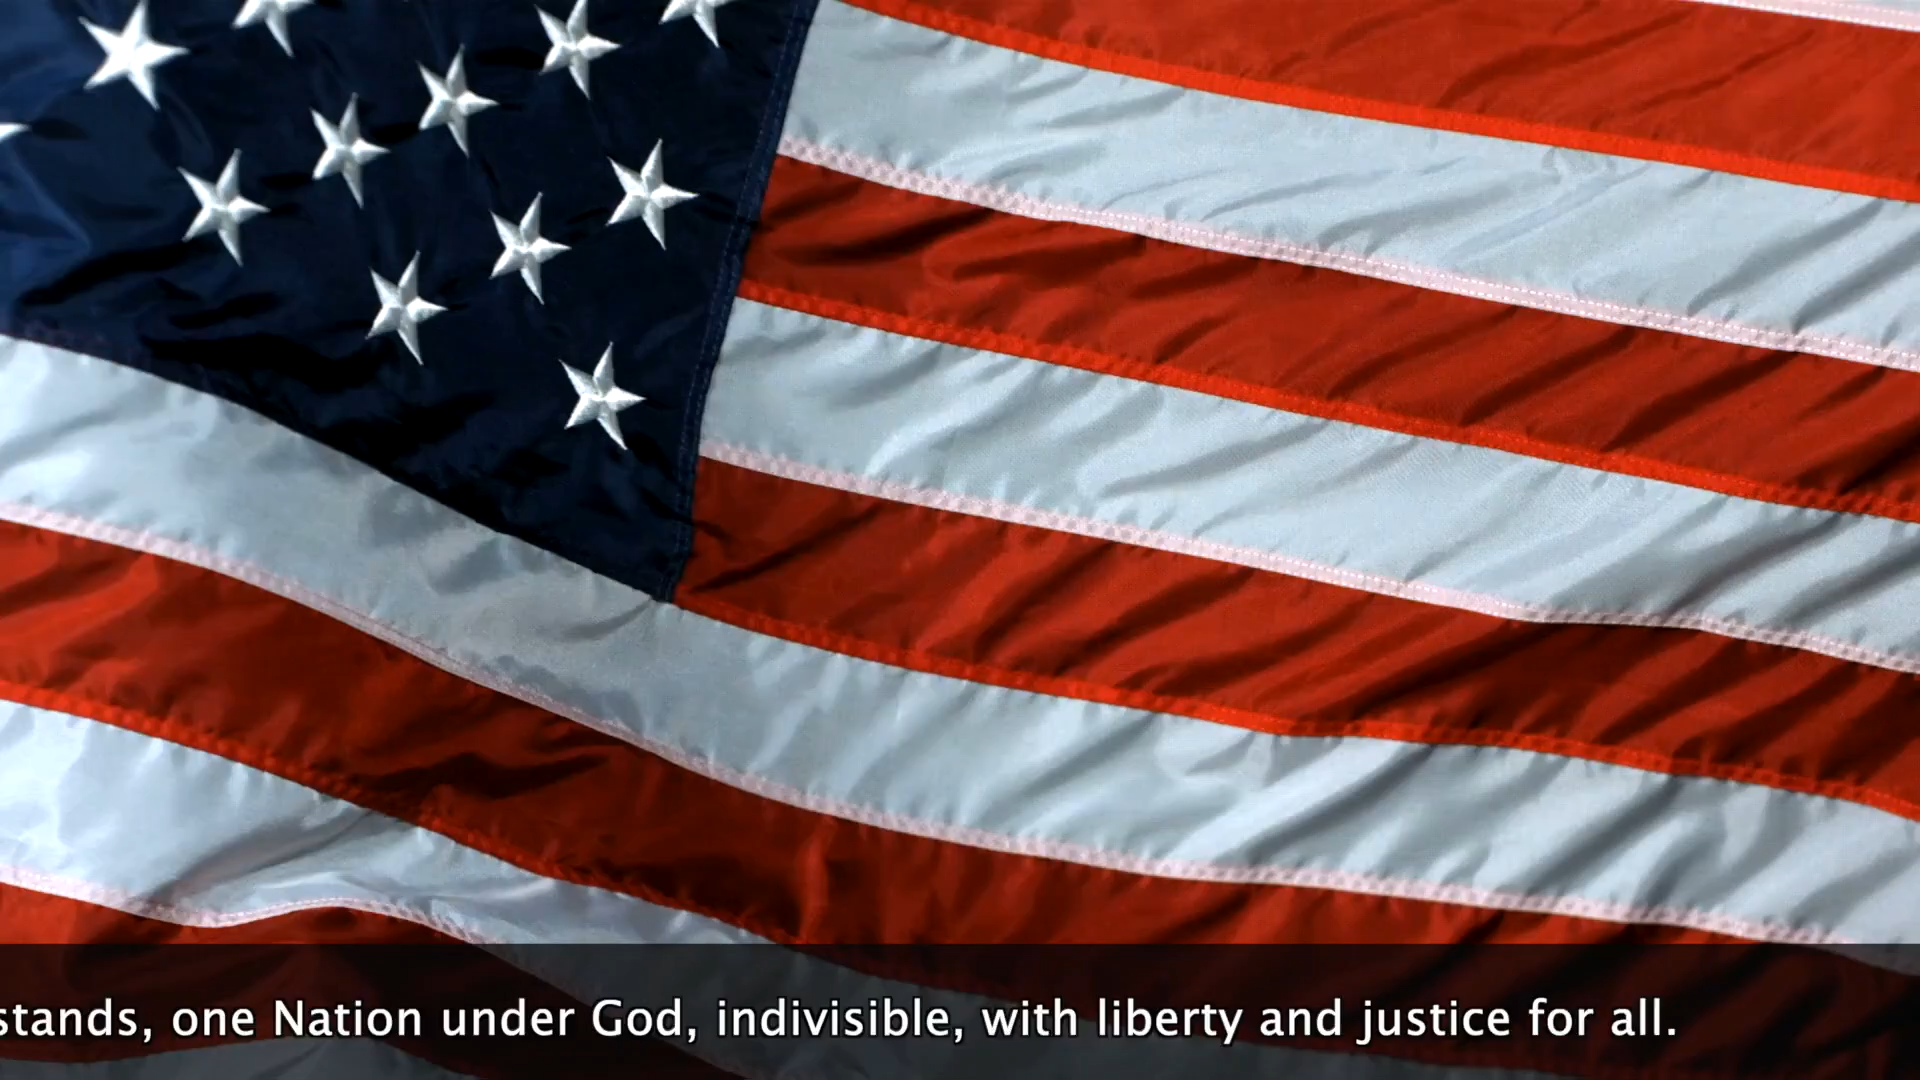 stands, one Nation under God, indivisible, with liberty and justice for all.